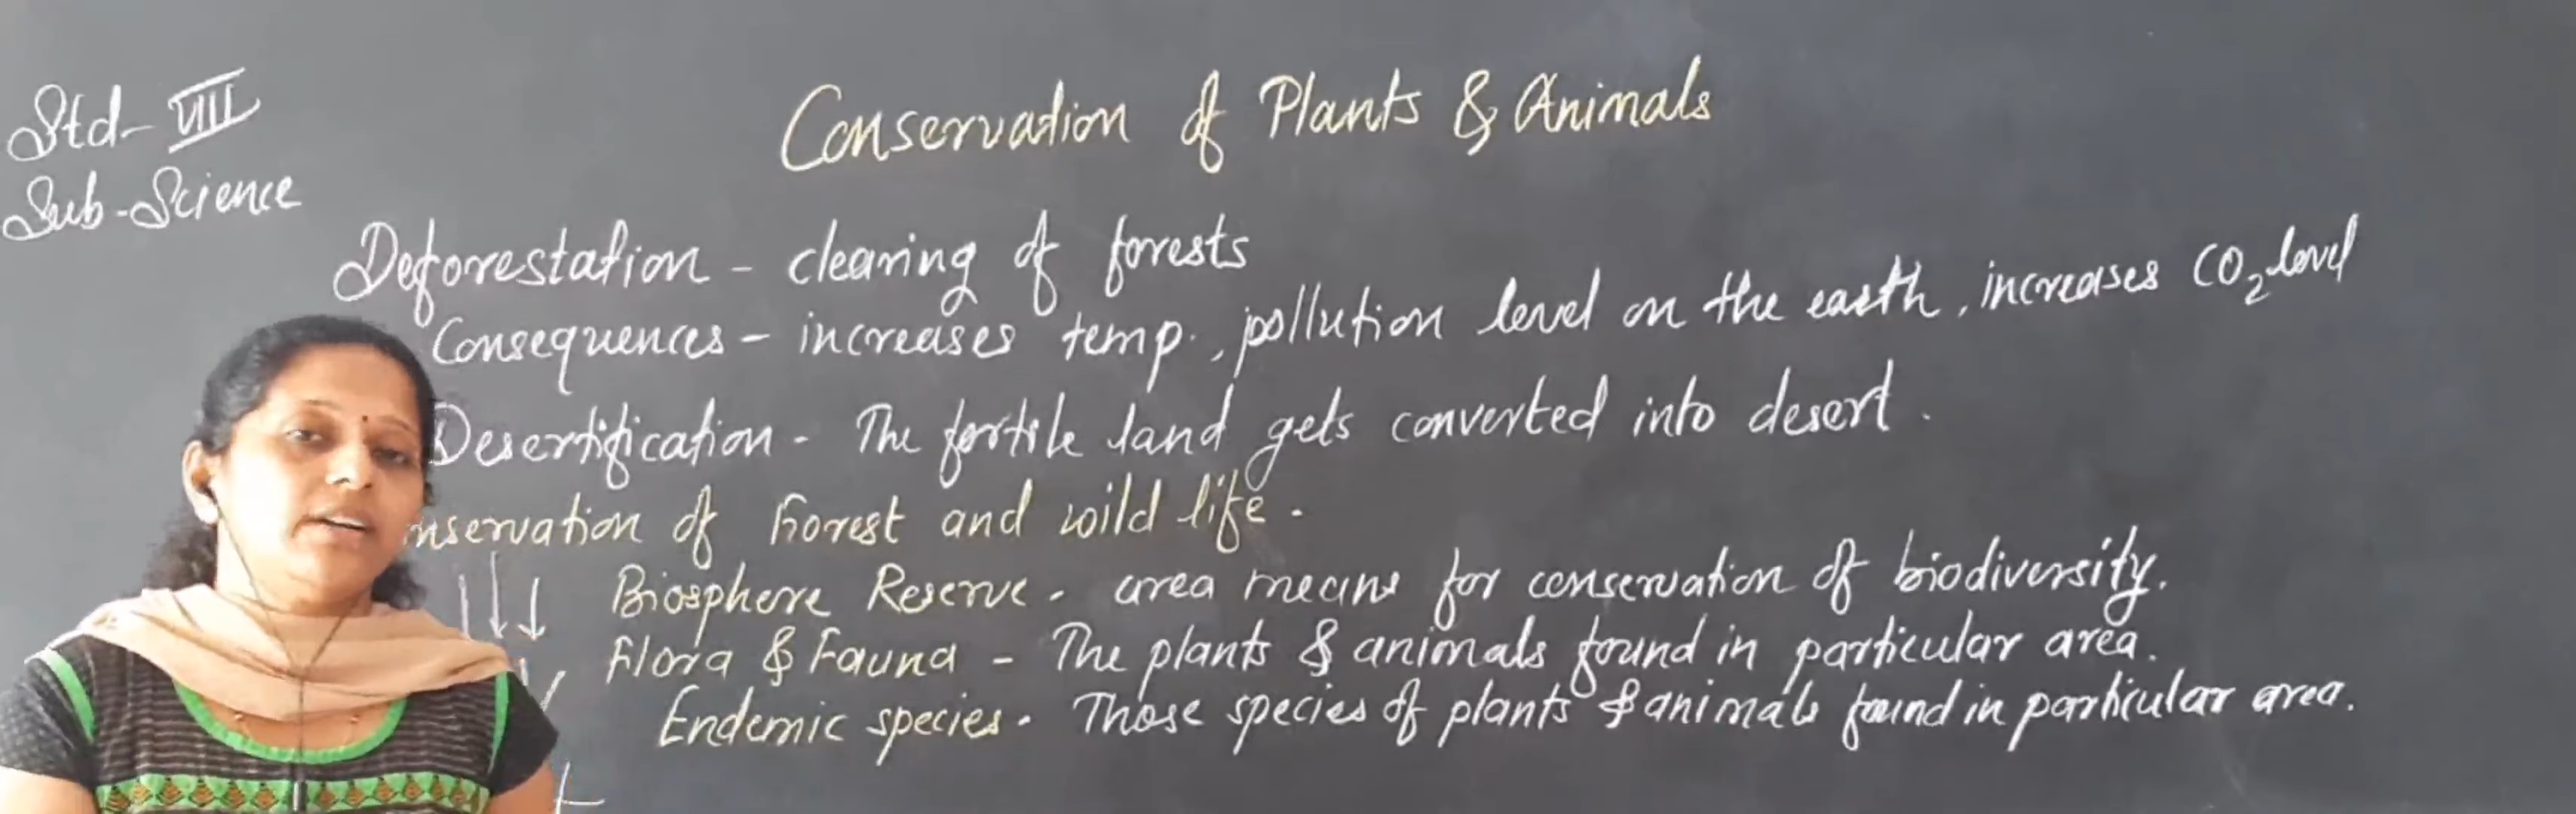 Std - VIII
Sub - Science
Conservation of Plants & Animals
Deforestation - clearing of forests
Consequences - increases temp., pollution level on the earth, increases CO2 level
Desertification - The fertile land gets converted into desert.
nservation of Forest and wild life.
Biosphere Reserve - area means for conservation of biodiversity.
Flora & Fauna - The plants & animals found in particular area.
Endemic species - Those species of plants & animals found in particular area.